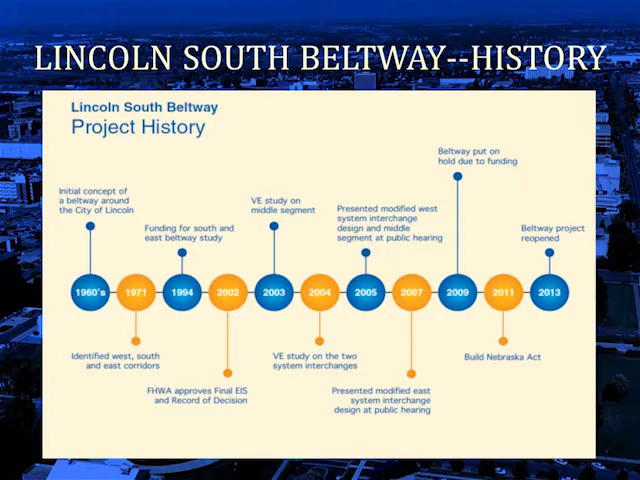 LINCOLN SOUTH BELTWAY--HISTORY
Lincoln South Beltway
Project History
Beltway put on
hold due to funding
Initial concept of
a beltway around
the City of Lincoln
VE study on
middle segment
Presented modified west
system interchange
design and middle
segment at public hearing
Funding for south and
east beltway study
Beltway project
reopened
1960's 1971 1994 2002 2003 2004 2005 2007 2009 2011 2013
Identified west, south
and east corridors
VE study on the two
system interchanges
Build Nebraska Act
FHWA approves Final EIS
and Record of Decision
Presented modified east
system interchange
design at public hearing